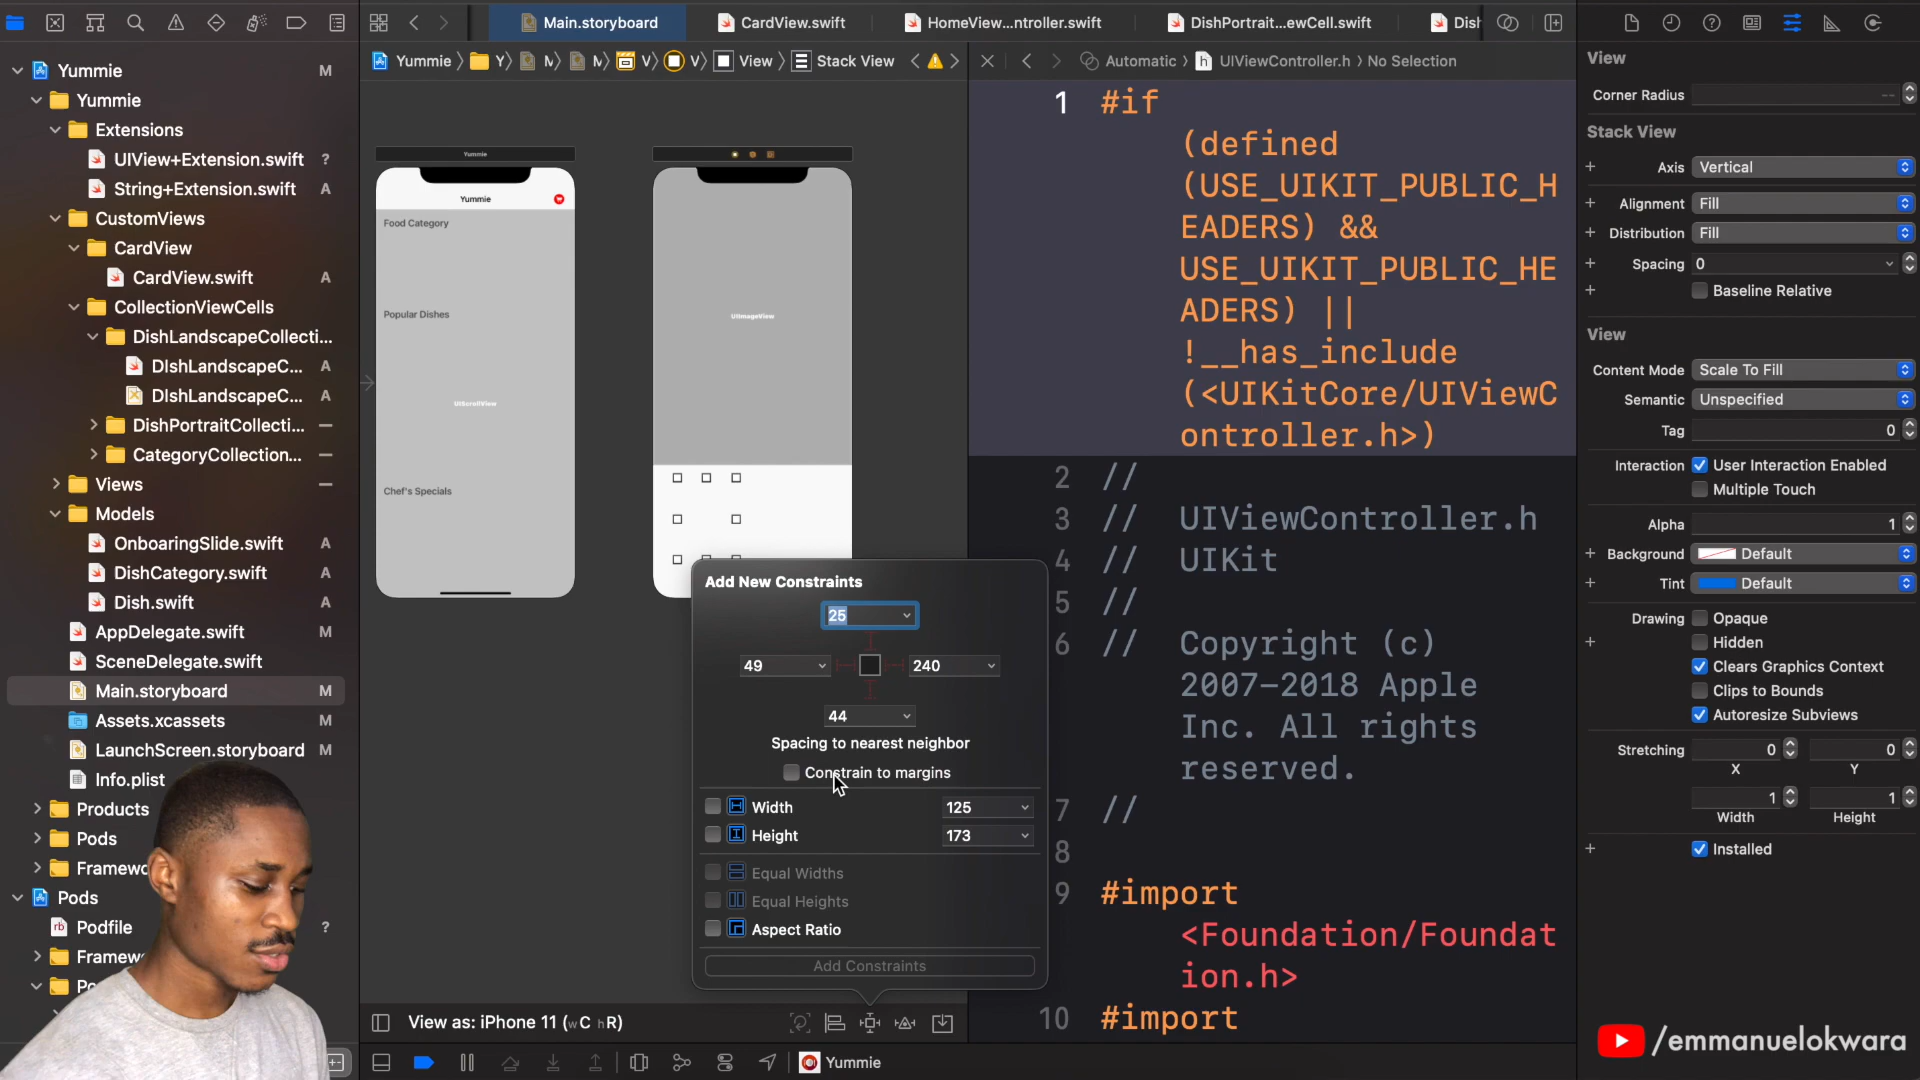 Main.storyboard
CardView.swift
HomeView...ntroller.swift
DishPortrait...ewCell.swift
Dish
Yummie
M
Yummie
Extensions
UIView+Extension.swift
?
String+Extension.swift
A
CustomViews
CardView
CardView.swift
A
CollectionViewCells
DishLandscapeCollecti...
DIshLandscapeC...
A
DIshLandscapeC...
A
DishPortraitCollecti...
CategoryCollection...
Views
Models
OnboaringSlide.swift
A
DishCategory.swift
A
Dish.swift
A
AppDelegate.swift
M
SceneDelegate.swift
Main.storyboard
M
Assets.xcassets
M
LaunchScreen.storyboard
M
Info.plist
Products
Pods
Framewo
Pods
Podfile
?
Framew
Po
Yummie
View
Stack View
Automatic
UIViewController.h
No Selection
Yummie
Yummie
Food Category
Popular Dishes
UIScrollView
Chef's Specials
UIImageView
Add New Constraints
25
49
240
44
Spacing to nearest neighbor
Constrain to margins
Width
125
Height
173
Equal Widths
Equal Heights
Aspect Ratio
Add Constraints
View as: iPhone 11 (wC hR)
Yummie
1 #if
(defined
(USE_UIKIT_PUBLIC_H
EADERS) &&
USE_UIKIT_PUBLIC_HE
ADERS) ||
!__has_include
(<UIKitCore/UIViewC
ontroller.h>)
2 //
3 // UIViewController.h
4 // UIKit
5 //
6 // Copyright (c)
2007-2018 Apple
Inc. All rights
reserved.
7 //
8
9 #import
<Foundation/Foundat
ion.h>
10 #import
View
Corner Radius
Stack View
Axis
Vertical
Alignment
Fill
Distribution
Fill
Spacing
0
Baseline Relative
View
Content Mode
Scale To Fill
Semantic
Unspecified
Tag
0
Interaction
User Interaction Enabled
Multiple Touch
Alpha
1
Background
Default
Tint
Default
Drawing
Opaque
Hidden
Clears Graphics Context
Clips to Bounds
Autoresize Subviews
Stretching
0
0
X
Y
1
1
Width
Height
Installed
/emmanuelokwara